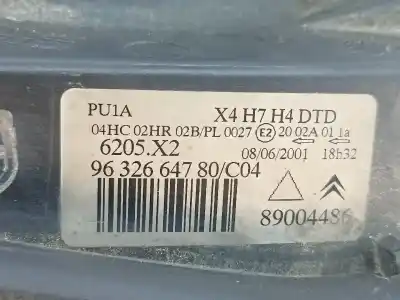 PU1A X4 H7 H4 DTD
04HC 02HR 02B/PL 0027 E2 20 02A 01 1a
6205.X2 08/06/2001 18h32
96 326 647 80/C04
89004486